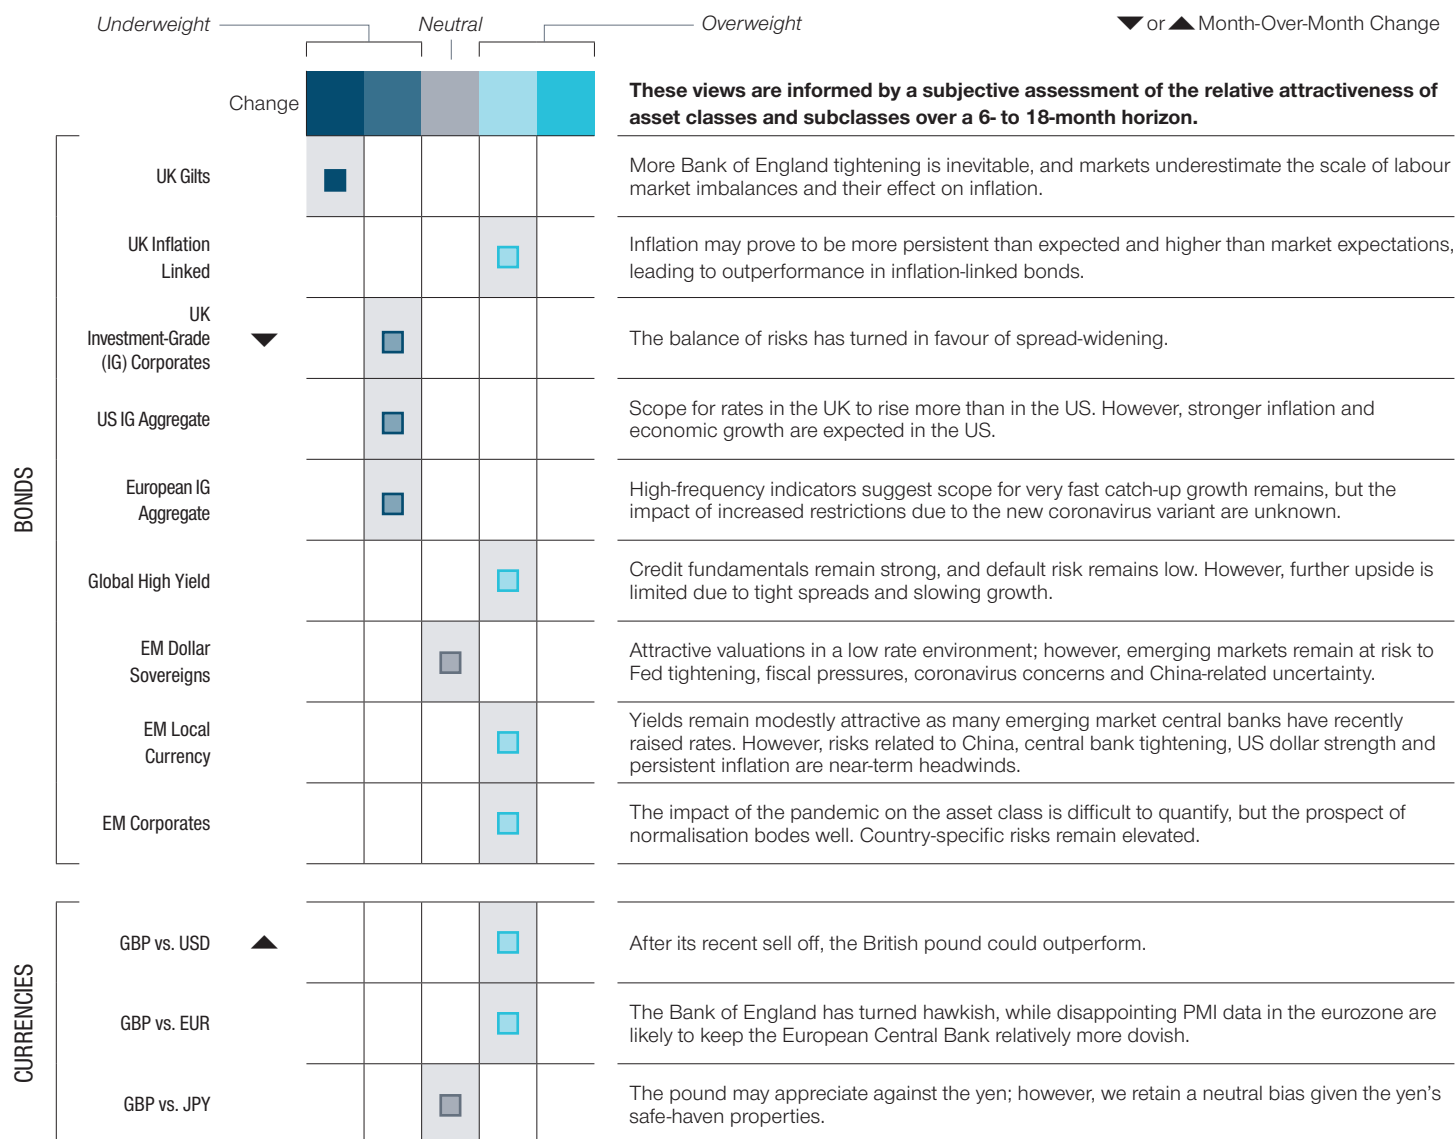 Underweight
Neutral
Overweight
▼ or ▲ Month-Over-Month Change
Change
These views are informed by a subjective assessment of the relative attractiveness of
asset classes and subclasses over a 6- to 18-month horizon.
BONDS
UK Gilts
More Bank of England tightening is inevitable, and markets underestimate the scale of labour
market imbalances and their effect on inflation.
UK Inflation
Linked
Inflation may prove to be more persistent than expected and higher than market expectations,
leading to outperformance in inflation-linked bonds.
UK
Investment-Grade
(IG) Corporates
▼
The balance of risks has turned in favour of spread-widening.
US IG Aggregate
Scope for rates in the UK to rise more than in the US. However, stronger inflation and
economic growth are expected in the US.
European IG
Aggregate
High-frequency indicators suggest scope for very fast catch-up growth remains, but the
impact of increased restrictions due to the new coronavirus variant are unknown.
Global High Yield
Credit fundamentals remain strong, and default risk remains low. However, further upside is
limited due to tight spreads and slowing growth.
EM Dollar
Sovereigns
Attractive valuations in a low rate environment; however, emerging markets remain at risk to
Fed tightening, fiscal pressures, coronavirus concerns and China-related uncertainty.
EM Local
Currency
Yields remain modestly attractive as many emerging market central banks have recently
raised rates. However, risks related to China, central bank tightening, US dollar strength and
persistent inflation are near-term headwinds.
EM Corporates
The impact of the pandemic on the asset class is difficult to quantify, but the prospect of
normalisation bodes well. Country-specific risks remain elevated.
CURRENCIES
GBP vs. USD
▲
After its recent sell off, the British pound could outperform.
GBP vs. EUR
The Bank of England has turned hawkish, while disappointing PMI data in the eurozone are
likely to keep the European Central Bank relatively more dovish.
GBP vs. JPY
The pound may appreciate against the yen; however, we retain a neutral bias given the yen's
safe-haven properties.